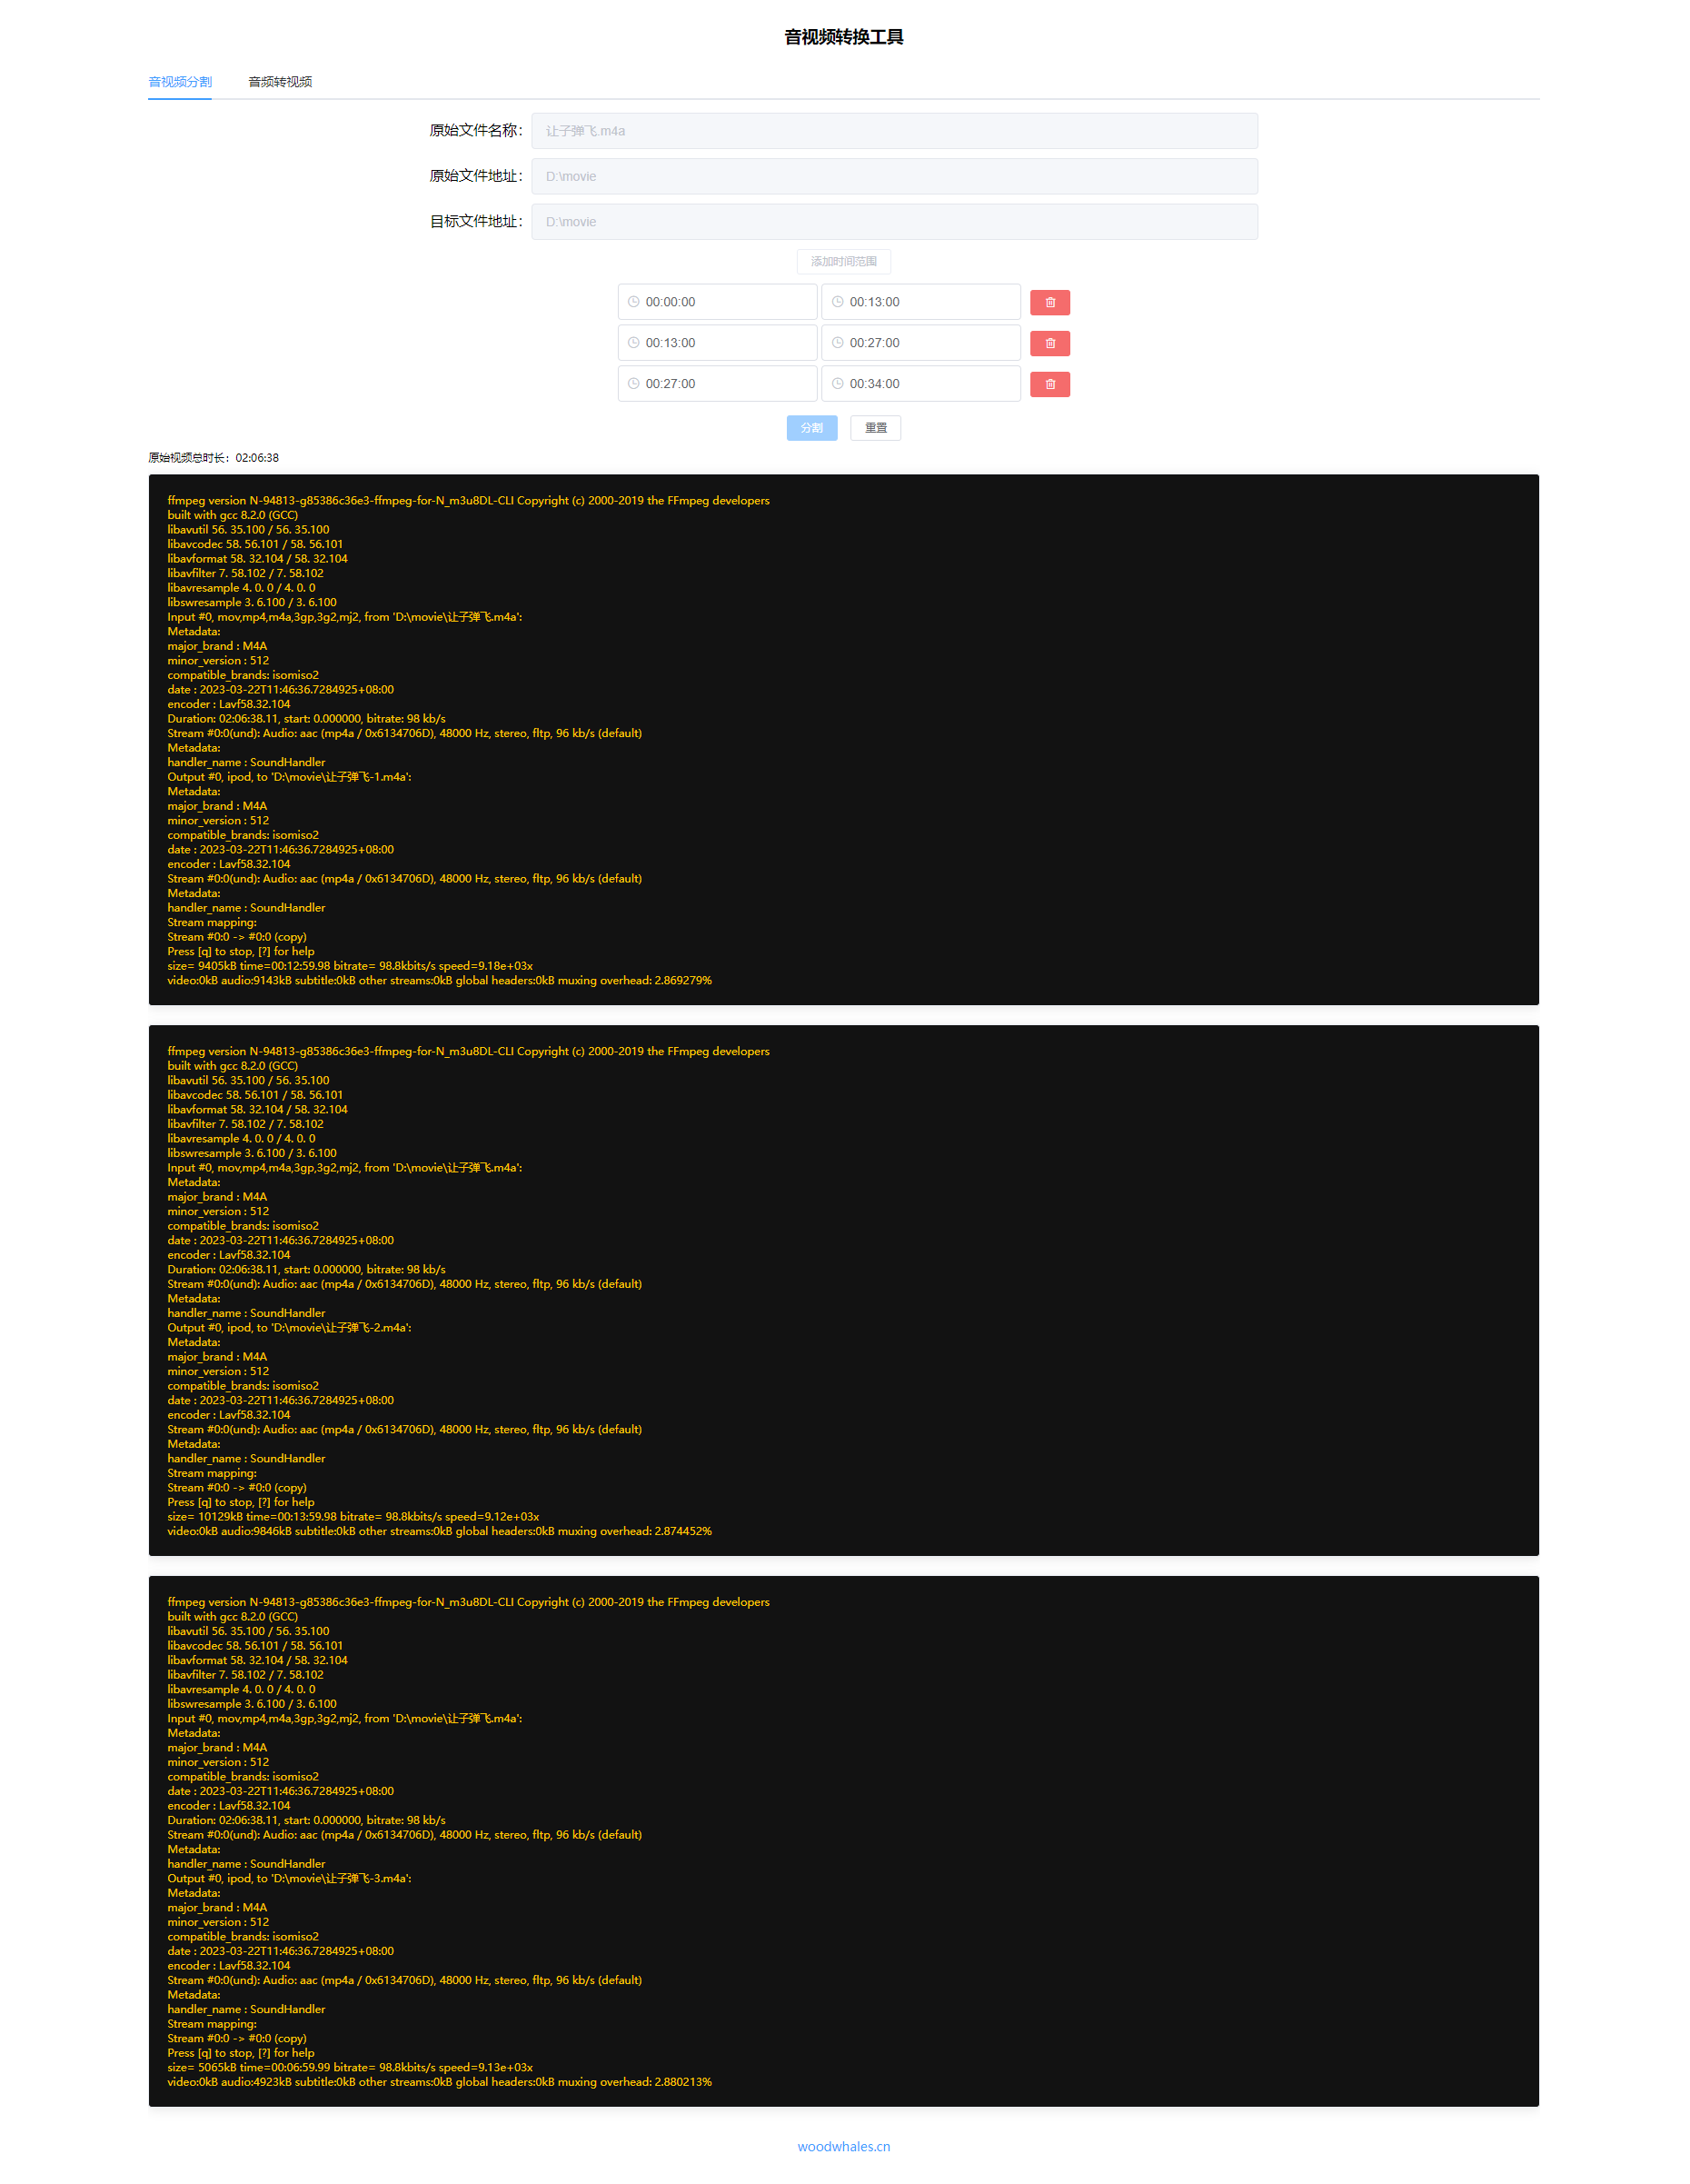 音视频转换工具
音视频分割 音频转视频
原始文件名称： 让子弹飞.m4a
原始文件地址： D:\movie
目标文件地址： D:\movie
添加时间范围
00:00:00 00:13:00
00:13:00 00:27:00
00:27:00 00:34:00
分割 重置
原始视频总时长：02:06:38
ffmpeg version N-94813-g85386c36e3-ffmpeg-for-N_m3u8DL-CLI Copyright (c) 2000-2019 the FFmpeg developers
built with gcc 8.2.0 (GCC)
libavutil 56. 35.100 / 56. 35.100
libavcodec 58. 56.101 / 58. 56.101
libavformat 58. 32.104 / 58. 32.104
libavfilter 7. 58.102 / 7. 58.102
libavresample 4. 0. 0 / 4. 0. 0
libswresample 3. 6.100 / 3. 6.100
Input #0, mov,mp4,m4a,3gp,3g2,mj2, from 'D:\movie\让子弹飞.m4a':
Metadata:
major_brand : M4A
minor_version : 512
compatible_brands: isomiso2
date : 2023-03-22T11:46:36.7284925+08:00
encoder : Lavf58.32.104
Duration: 02:06:38.11, start: 0.000000, bitrate: 98 kb/s
Stream #0:0(und): Audio: aac (mp4a / 0x6134706D), 48000 Hz, stereo, fltp, 96 kb/s (default)
Metadata:
handler_name : SoundHandler
Output #0, ipod, to 'D:\movie\让子弹飞-1.m4a':
Metadata:
major_brand : M4A
minor_version : 512
compatible_brands: isomiso2
date : 2023-03-22T11:46:36.7284925+08:00
encoder : Lavf58.32.104
Stream #0:0(und): Audio: aac (mp4a / 0x6134706D), 48000 Hz, stereo, fltp, 96 kb/s (default)
Metadata:
handler_name : SoundHandler
Stream mapping:
Stream #0:0 -> #0:0 (copy)
Press [q] to stop, [?] for help
size= 9405kB time=00:12:59.98 bitrate= 98.8kbits/s speed=9.18e+03x
video:0kB audio:9143kB subtitle:0kB other streams:0kB global headers:0kB muxing overhead: 2.869279%
ffmpeg version N-94813-g85386c36e3-ffmpeg-for-N_m3u8DL-CLI Copyright (c) 2000-2019 the FFmpeg developers
built with gcc 8.2.0 (GCC)
libavutil 56. 35.100 / 56. 35.100
libavcodec 58. 56.101 / 58. 56.101
libavformat 58. 32.104 / 58. 32.104
libavfilter 7. 58.102 / 7. 58.102
libavresample 4. 0. 0 / 4. 0. 0
libswresample 3. 6.100 / 3. 6.100
Input #0, mov,mp4,m4a,3gp,3g2,mj2, from 'D:\movie\让子弹飞.m4a':
Metadata:
major_brand : M4A
minor_version : 512
compatible_brands: isomiso2
date : 2023-03-22T11:46:36.7284925+08:00
encoder : Lavf58.32.104
Duration: 02:06:38.11, start: 0.000000, bitrate: 98 kb/s
Stream #0:0(und): Audio: aac (mp4a / 0x6134706D), 48000 Hz, stereo, fltp, 96 kb/s (default)
Metadata:
handler_name : SoundHandler
Output #0, ipod, to 'D:\movie\让子弹飞-2.m4a':
Metadata:
major_brand : M4A
minor_version : 512
compatible_brands: isomiso2
date : 2023-03-22T11:46:36.7284925+08:00
encoder : Lavf58.32.104
Stream #0:0(und): Audio: aac (mp4a / 0x6134706D), 48000 Hz, stereo, fltp, 96 kb/s (default)
Metadata:
handler_name : SoundHandler
Stream mapping:
Stream #0:0 -> #0:0 (copy)
Press [q] to stop, [?] for help
size= 10129kB time=00:13:59.98 bitrate= 98.8kbits/s speed=9.12e+03x
video:0kB audio:9846kB subtitle:0kB other streams:0kB global headers:0kB muxing overhead: 2.874452%
ffmpeg version N-94813-g85386c36e3-ffmpeg-for-N_m3u8DL-CLI Copyright (c) 2000-2019 the FFmpeg developers
built with gcc 8.2.0 (GCC)
libavutil 56. 35.100 / 56. 35.100
libavcodec 58. 56.101 / 58. 56.101
libavformat 58. 32.104 / 58. 32.104
libavfilter 7. 58.102 / 7. 58.102
libavresample 4. 0. 0 / 4. 0. 0
libswresample 3. 6.100 / 3. 6.100
Input #0, mov,mp4,m4a,3gp,3g2,mj2, from 'D:\movie\让子弹飞.m4a':
Metadata:
major_brand : M4A
minor_version : 512
compatible_brands: isomiso2
date : 2023-03-22T11:46:36.7284925+08:00
encoder : Lavf58.32.104
Duration: 02:06:38.11, start: 0.000000, bitrate: 98 kb/s
Stream #0:0(und): Audio: aac (mp4a / 0x6134706D), 48000 Hz, stereo, fltp, 96 kb/s (default)
Metadata:
handler_name : SoundHandler
Output #0, ipod, to 'D:\movie\让子弹飞-3.m4a':
Metadata:
major_brand : M4A
minor_version : 512
compatible_brands: isomiso2
date : 2023-03-22T11:46:36.7284925+08:00
encoder : Lavf58.32.104
Stream #0:0(und): Audio: aac (mp4a / 0x6134706D), 48000 Hz, stereo, fltp, 96 kb/s (default)
Metadata:
handler_name : SoundHandler
Stream mapping:
Stream #0:0 -> #0:0 (copy)
Press [q] to stop, [?] for help
size= 5065kB time=00:06:59.99 bitrate= 98.8kbits/s speed=9.13e+03x
video:0kB audio:4923kB subtitle:0kB other streams:0kB global headers:0kB muxing overhead: 2.880213%
woodwhales.cn